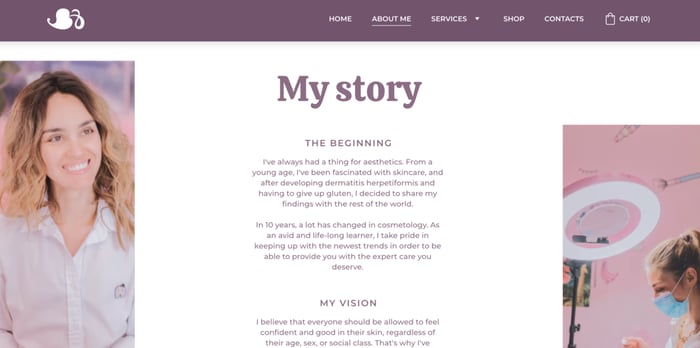 HOME ABOUT ME SERVICES SHOP CONTACTS CART (0)
My story
THE BEGINNING
I've always had a thing for aesthetics. From a
young age, I've been fascinated with skincare, and
after developing dermatitis herpetiformis and
having to give up gluten, I decided to share my
findings with the rest of the world.
In 10 years, a lot has changed in cosmetology. As
an avid and life-long learner, I take pride in
keeping up with the newest trends in order to be
able to provide you with the expert care you
deserve.
MY VISION
I believe that everyone should be allowed to feel
confident and good in their skin, regardless of
their age, sex, or social class. That's why I've